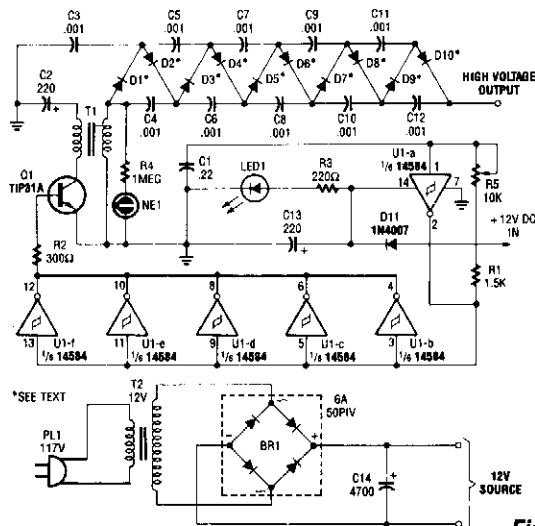 C3
.001
C5
.001
C7
.001
C9
.001
C11
.001
D2*
D4*
D6*
D8*
D10*
D1*
D3*
D5*
D7*
D9*
HIGH VOLTAGE
OUTPUT
C2
220
+
T1
C4
.001
C6
.001
C8
.001
C10
.001
C12
.001
Q1
TIP31A
R4
1MEG
NE1
C1
.22
LED1
R3
220Ω
U1-a
1/6 14584
14
1
7
2
R5
10K
C13
220
+
D11
1N4007
+12V DC
1N
R2
300Ω
R1
1.5K
12
10
8
6
4
13
U1-f
1/6 14584
11
U1-e
1/6 14584
9
U1-d
1/6 14584
5
U1-c
1/6 14584
3
U1-b
1/6 14584
*SEE TEXT
T2
12V
6A
50PIV
PL1
117V
BR1
−
+
~
~
C14
4700
+
12V
SOURCE
Fi